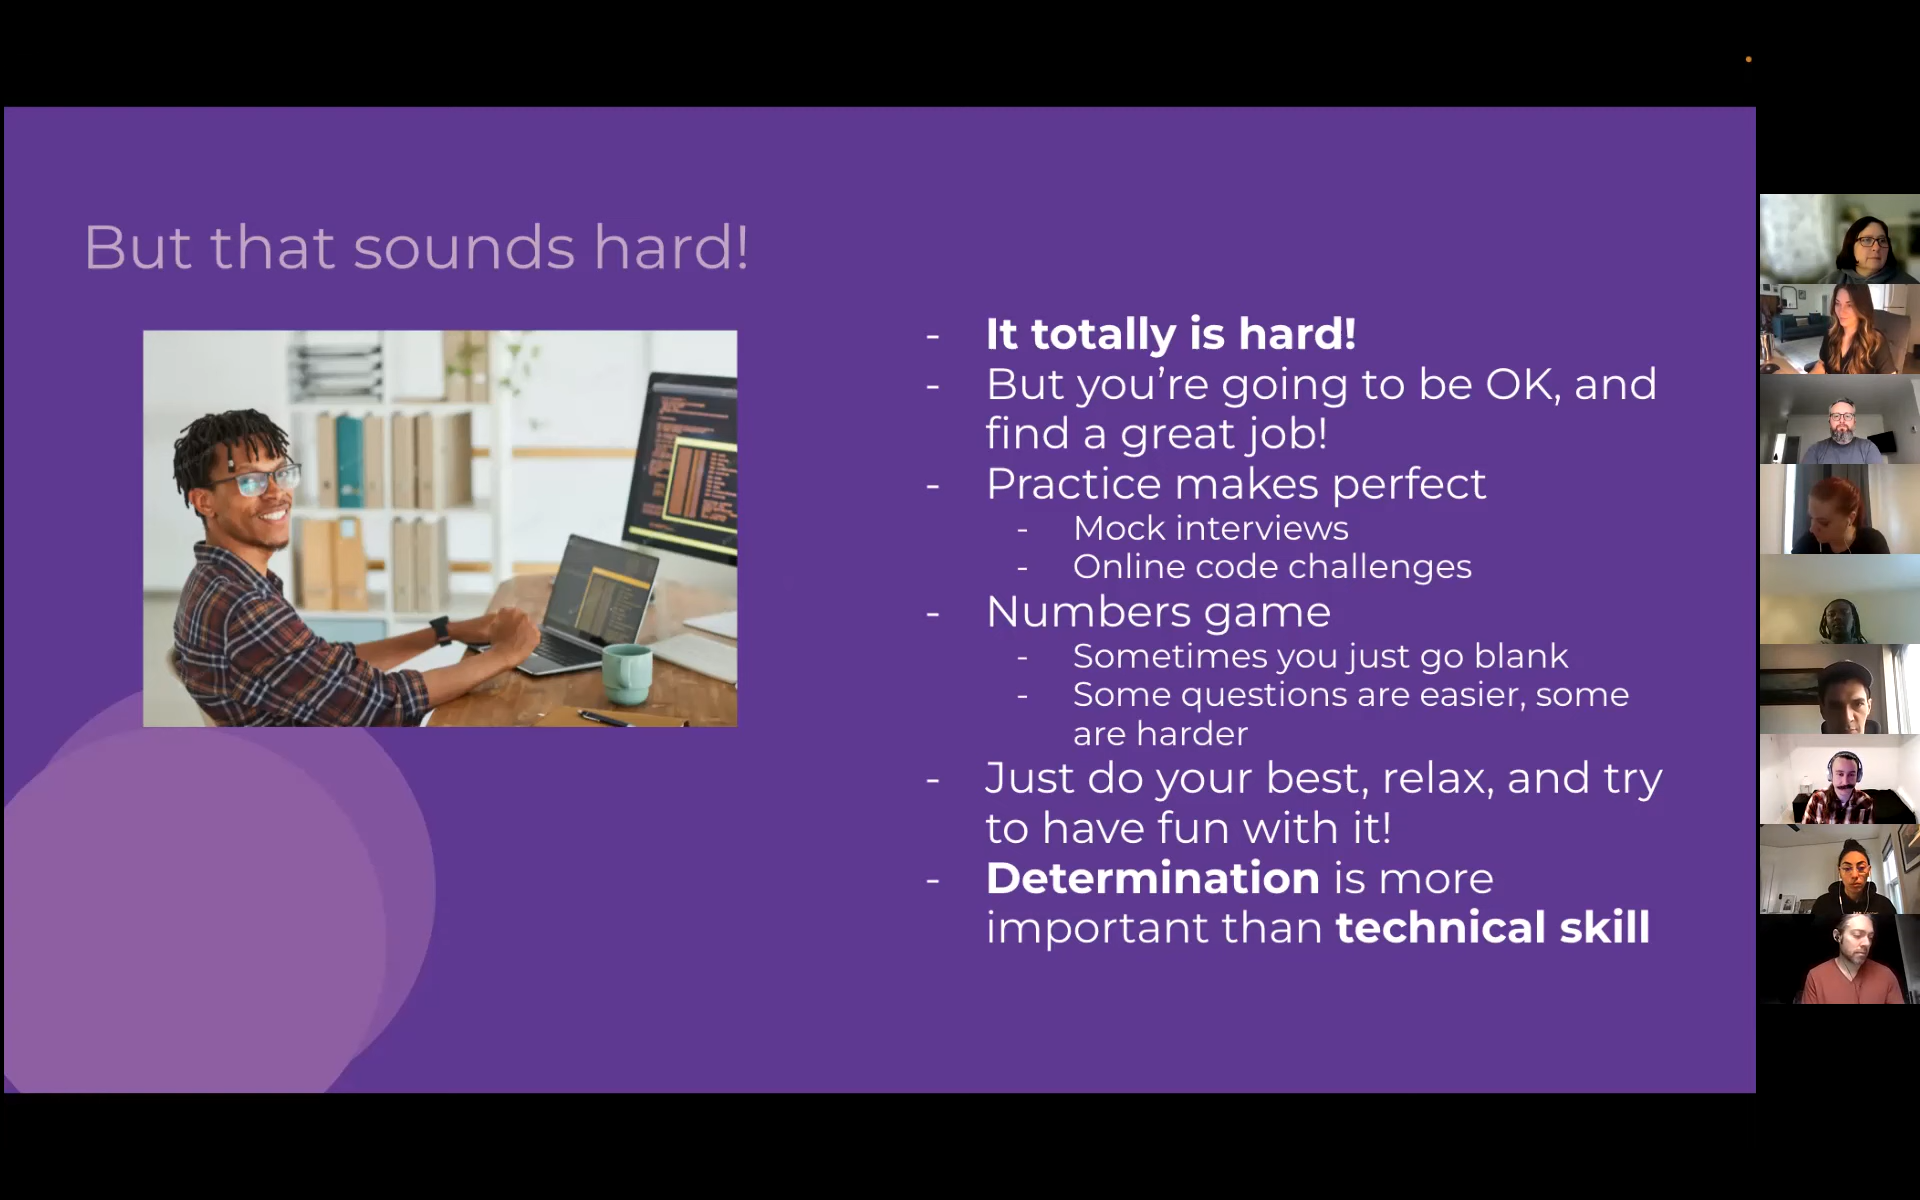 But that sounds hard!
- It totally is hard!
- But you’re going to be OK, and
find a great job!
- Practice makes perfect
- Mock interviews
- Online code challenges
- Numbers game
- Sometimes you just go blank
- Some questions are easier, some
are harder
- Just do your best, relax, and try
to have fun with it!
- Determination is more
important than technical skill